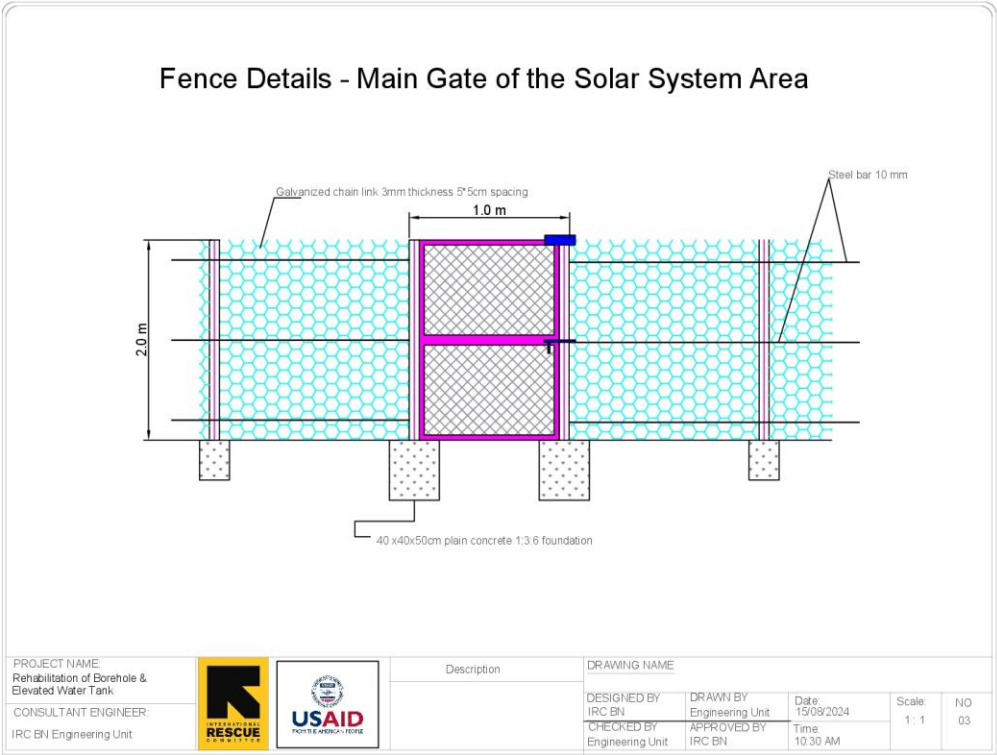 Fence Details - Main Gate of the Solar System Area
Steel bar 10 mm
Galvanized chain link 3mm thickness 5*5cm spacing
1.0 m
2.0 m
40 x40x50cm plain concrete 1:3:6 foundation
PROJECT NAME:
Rehabilitation of Borehole &
Elevated Water Tank
CONSULTANT ENGINEER:
IRC BN Engineering Unit
INTERNATIONAL
RESCUE
COMMITTEE
USAID
FROM THE AMERICAN PEOPLE
Description
DRAWING NAME
DESIGNED BY
IRC BN
CHECKED BY
Engineering Unit
DRAWN BY
Engineering Unit
APPROVED BY
IRC BN
Date:
15/08/2024
Time:
10:30 AM
Scale:
1 : 1
NO
03